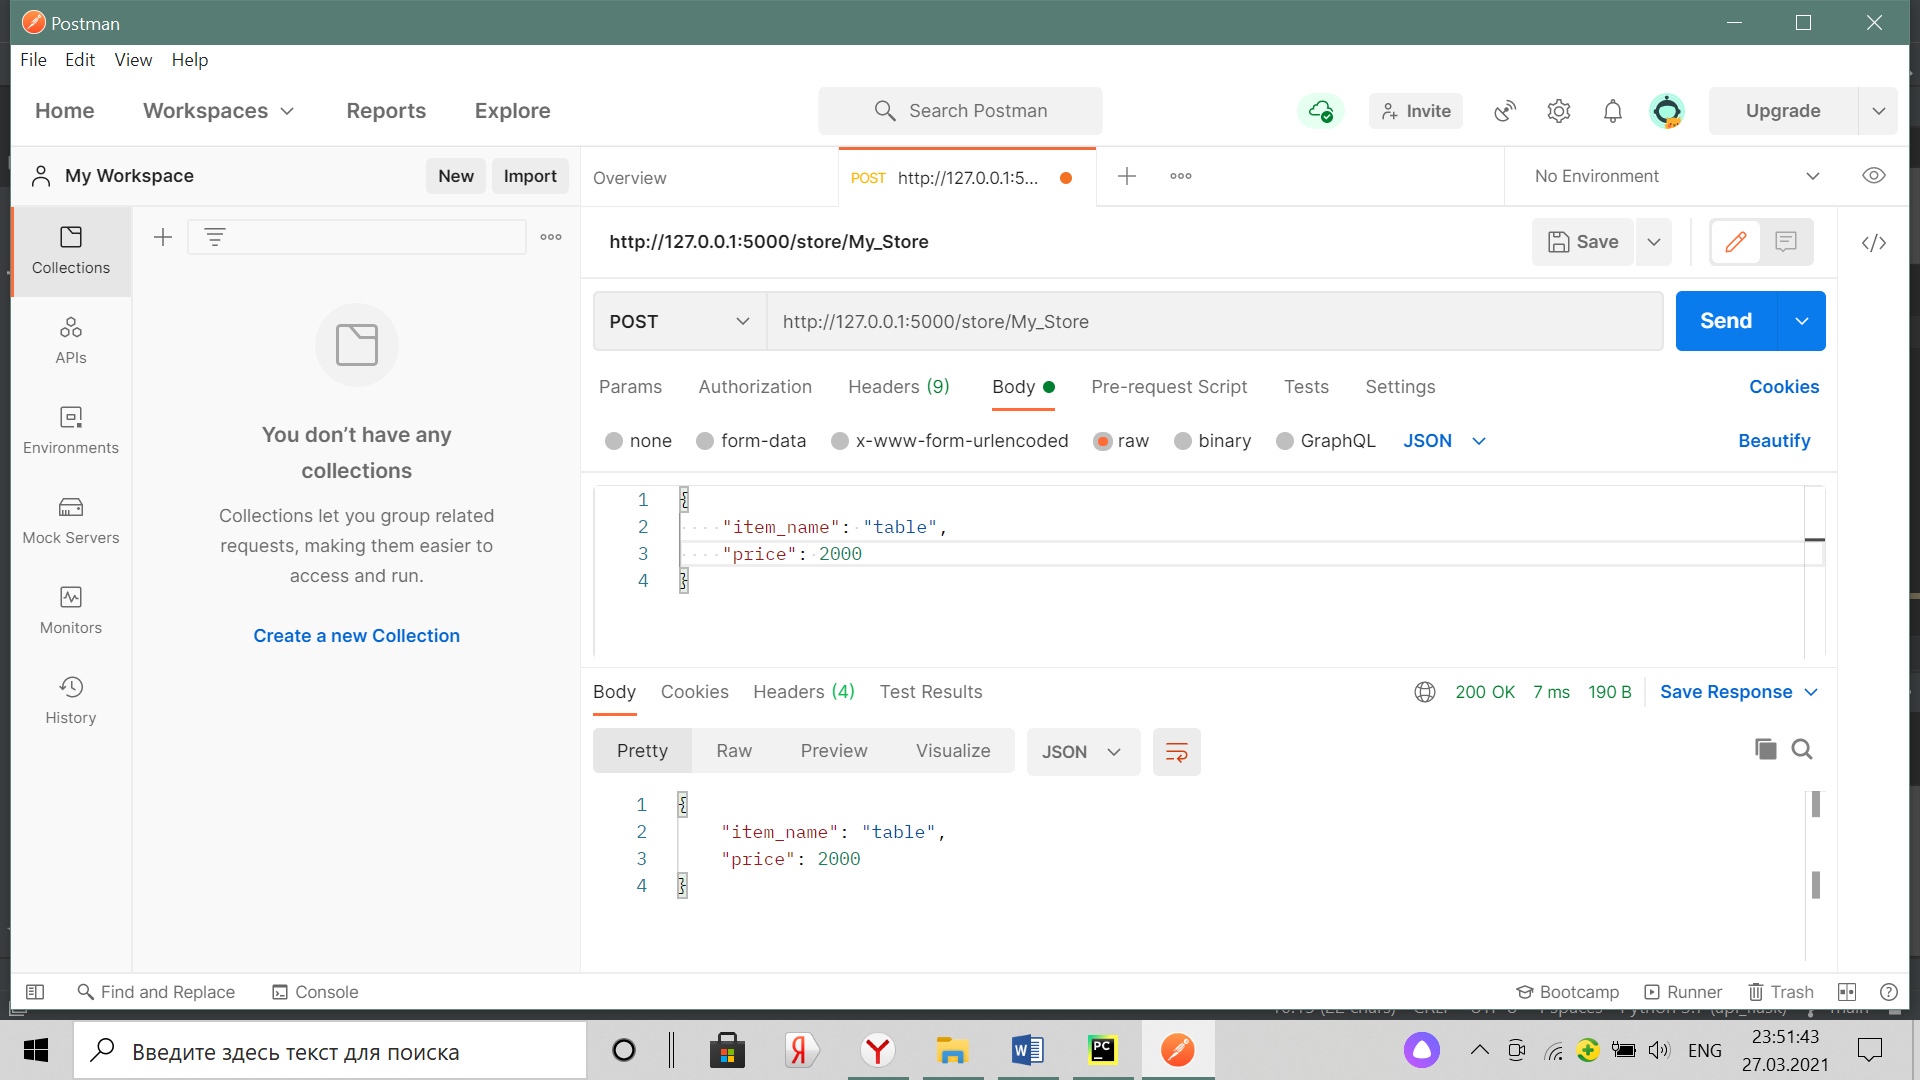 Postman
File Edit View Help
Home Workspaces Reports Explore Search Postman Invite Upgrade
My Workspace New Import Overview POST http://127.0.0.1:5... No Environment
Collections
http://127.0.0.1:5000/store/My_Store Save
POST http://127.0.0.1:5000/store/My_Store Send
APIs
Params Authorization Headers (9) Body Pre-request Script Tests Settings Cookies
none form-data x-www-form-urlencoded raw binary GraphQL JSON Beautify
Environments
You don’t have any
collections
Collections let you group related
requests, making them easier to
access and run.
Create a new Collection
Mock Servers
Monitors
History
1 {
2 "item_name": "table",
3 "price": 2000
4 }
Body Cookies Headers (4) Test Results 200 OK 7 ms 190 B Save Response
Pretty Raw Preview Visualize JSON
1 {
2 "item_name": "table",
3 "price": 2000
4 }
Find and Replace Console Bootcamp Runner Trash
Введите здесь текст для поиска
Я Y W PC
ENG
23:51:43
27.03.2021